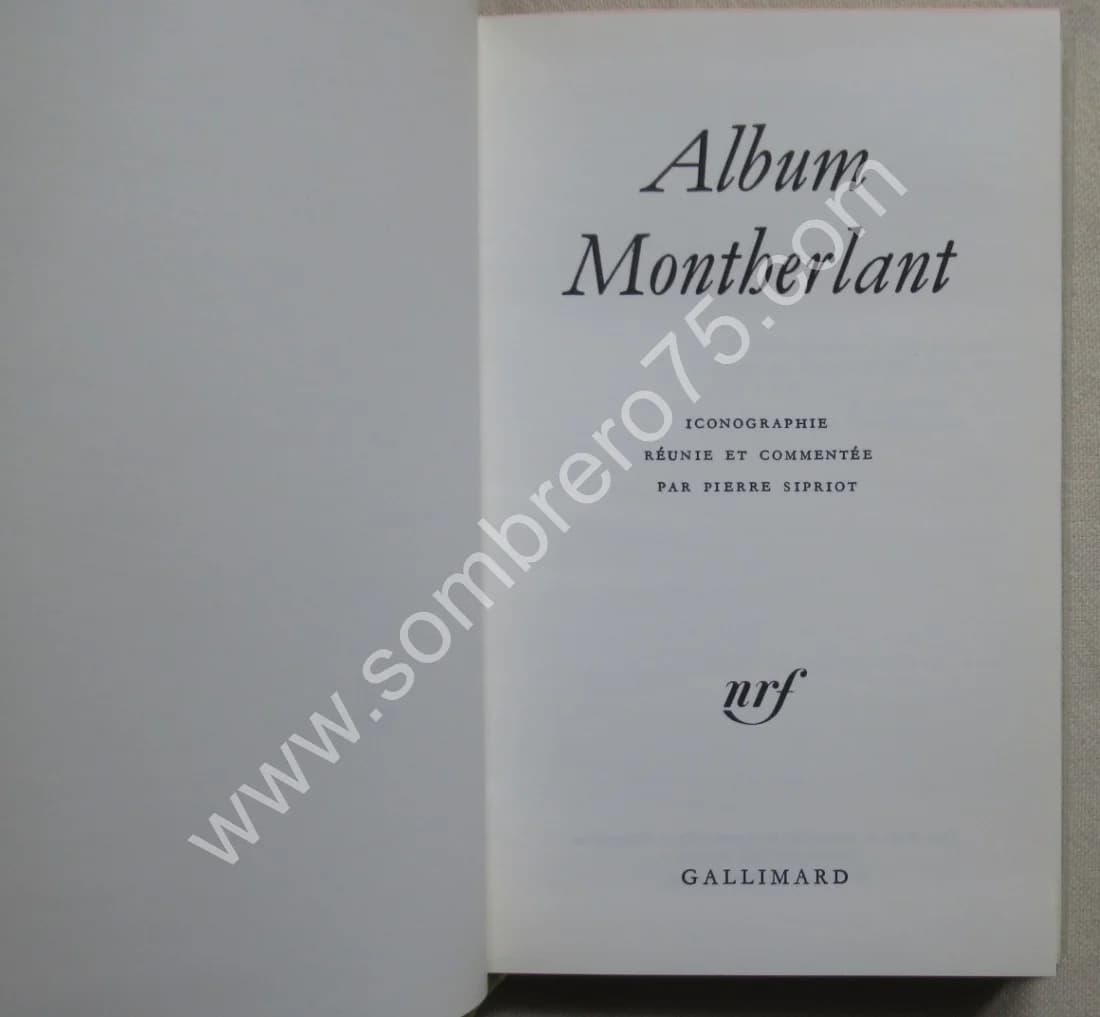 Album
Montherlant
ICONOGRAPHIE
RÉUNIE ET COMMENTÉE
PAR PIERRE SIPRIOT
nrf
GALLIMARD
www.sombrero75.com